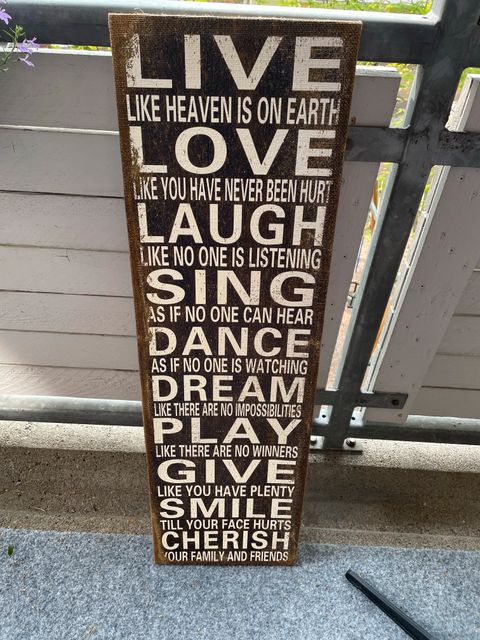 LIVE
LIKE HEAVEN IS ON EARTH
LOVE
LIKE YOU HAVE NEVER BEEN HURT
LAUGH
LIKE NO ONE IS LISTENING
SING
AS IF NO ONE CAN HEAR
DANCE
AS IF NO ONE IS WATCHING
DREAM
LIKE THERE ARE NO IMPOSSIBILITIES
PLAY
LIKE THERE ARE NO WINNERS
GIVE
LIKE YOU HAVE PLENTY
SMILE
TILL YOUR FACE HURTS
CHERISH
YOUR FAMILY AND FRIENDS